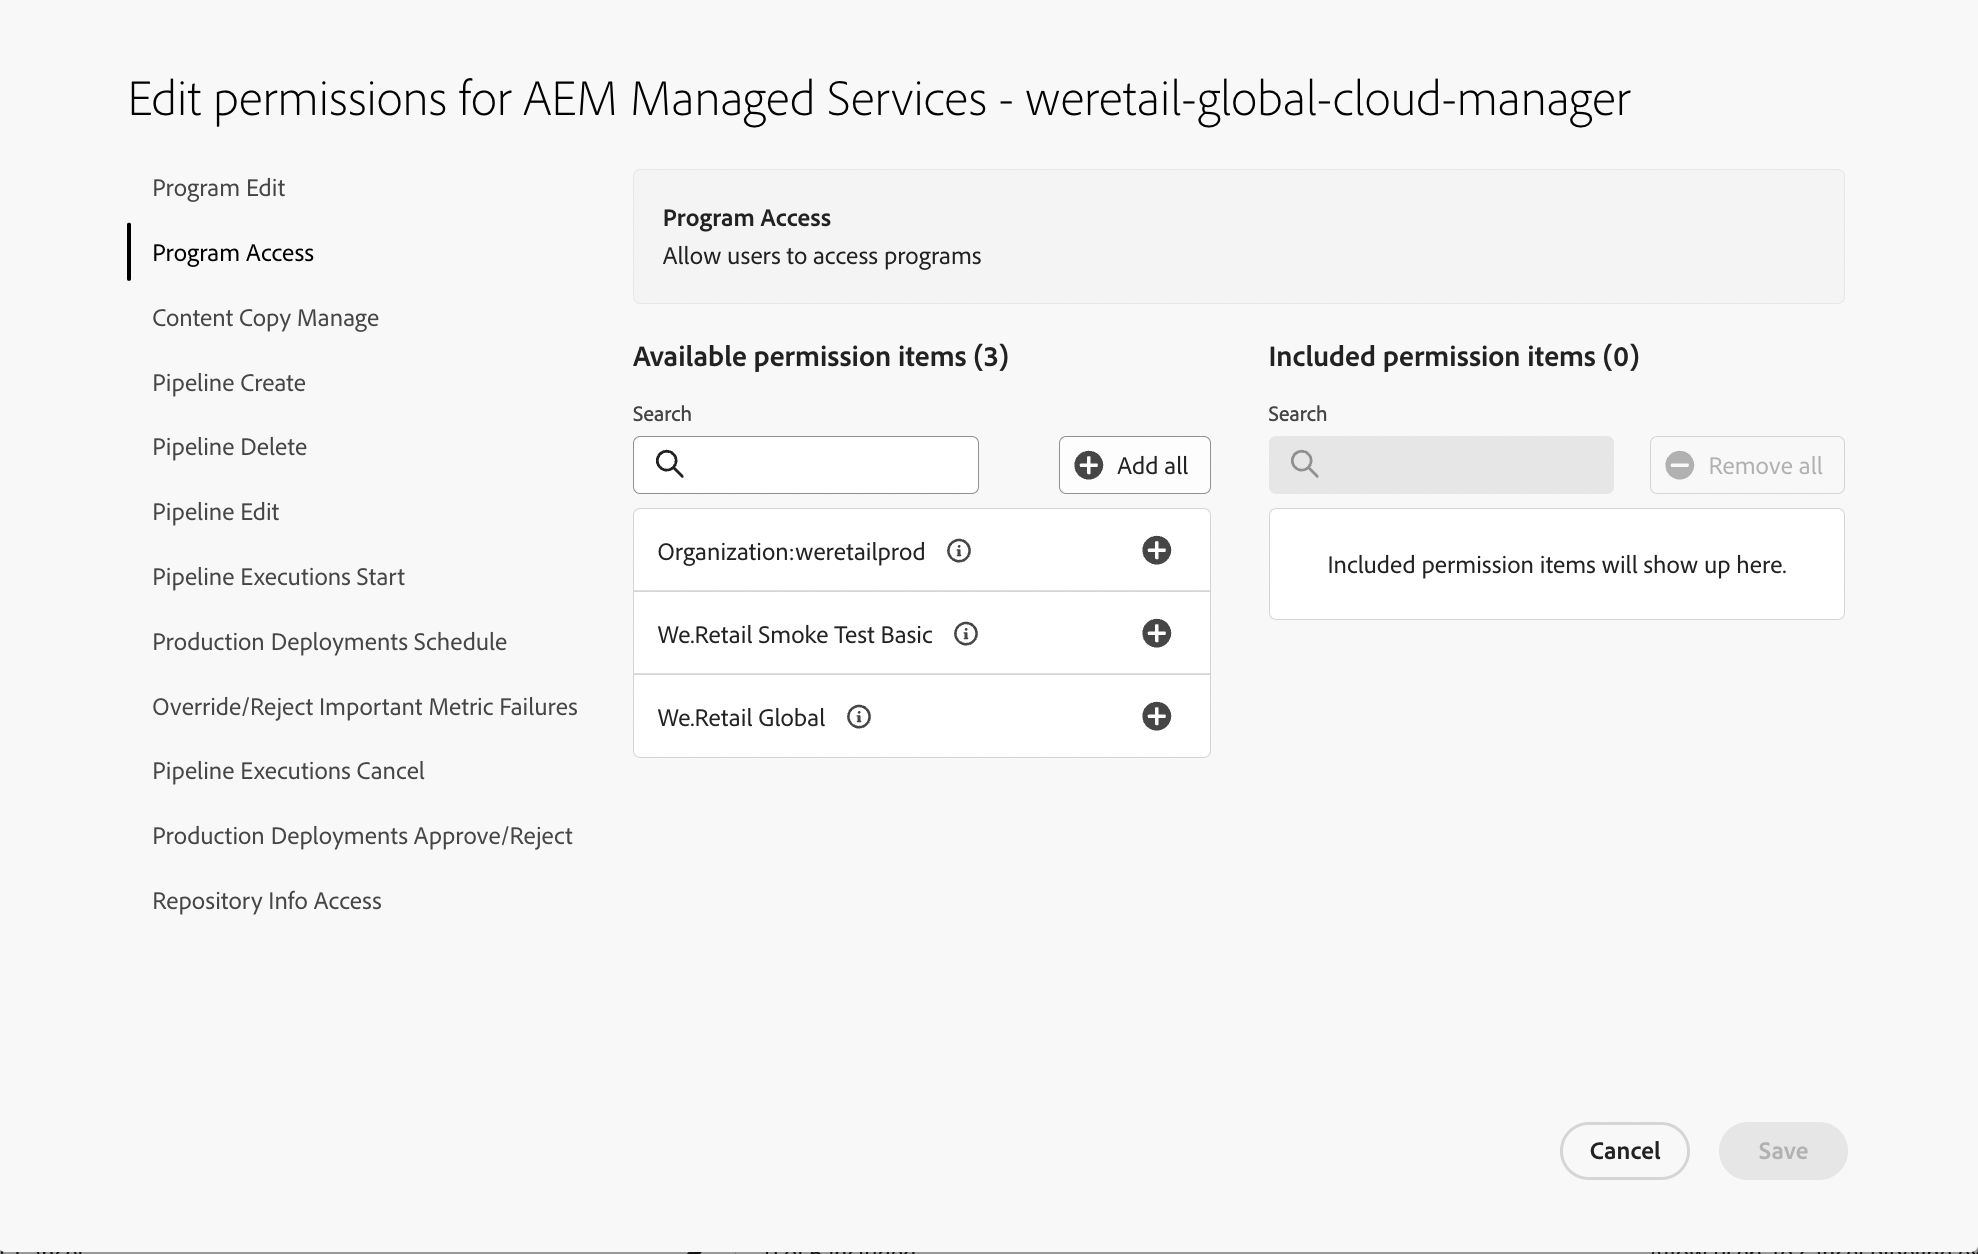 Edit permissions for AEM Managed Services - weretail-global-cloud-manager
Program Edit
Program Access
Content Copy Manage
Pipeline Create
Pipeline Delete
Pipeline Edit
Pipeline Executions Start
Production Deployments Schedule
Override/Reject Important Metric Failures
Pipeline Executions Cancel
Production Deployments Approve/Reject
Repository Info Access
Program Access
Allow users to access programs
Available permission items (3)
Search
Add all
Organization:weretailprod
We.Retail Smoke Test Basic
We.Retail Global
Included permission items (0)
Search
Remove all
Included permission items will show up here.
Cancel
Save